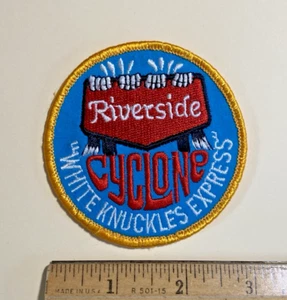 Riverside
CYCLONE
"WHITE KNUCKLES EXPRESS"
1 2 3
MADE IN U.S.A. R 501-15